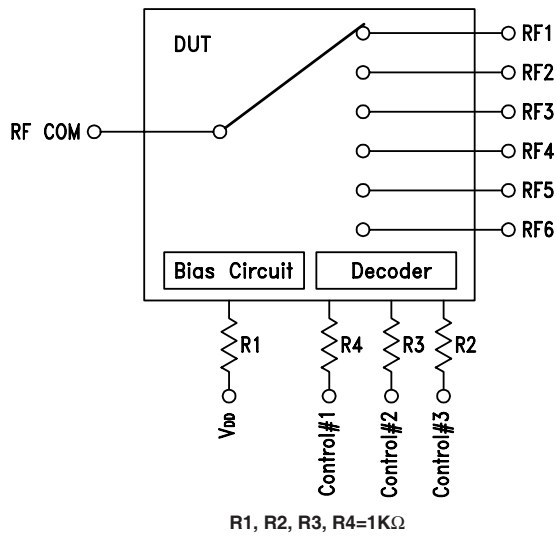 DUT
RF1
RF2
RF COM
RF3
RF4
RF5
RF6
Bias Circuit
Decoder
R1
R4
R3
R2
VDD
Control#1
Control#2
Control#3
R1, R2, R3, R4=1KΩ